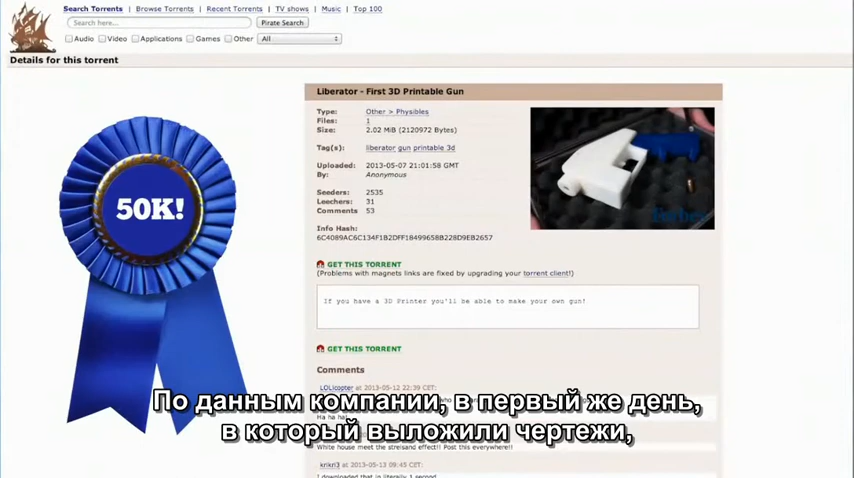 Search Torrents | Browse Torrents | Recent Torrents | TV shows | Music | Top 100
Search here... Pirate Search
Audio Video Applications Games Other All
Details for this torrent
50K!
Liberator - First 3D Printable Gun
Type: Other > Physibles
Files: 1
Size: 2.02 MiB (2120972 Bytes)
Tag(s): liberator gun printable 3d
Uploaded: 2013-05-07 21:01:58 GMT
By: Anonymous
Seeders: 2535
Leechers: 31
Comments 53
Info Hash:
6C4089AC6C134F1B2DFF18499658B228D9EB2657
Forbes
GET THIS TORRENT
(Problems with magnets links are fixed by upgrading your torrent client!)
If you have a 3D Printer you'll be able to make your own gun!
GET THIS TORRENT
Comments
LOLicopter at 2013-05-12 22:39 CET:
who
Ha ha ha
По данным компании, в первый же день,
в который выложили чертежи,
White house meet the streisand effect!! Post this everywhere!!
krikri3 at 2013-05-13 09:45 CET:
I downloaded that in literally 1 second